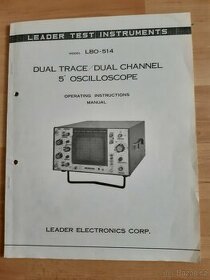 LEADER TEST INSTRUMENTS
MODEL LBO-514
DUAL TRACE/DUAL CHANNEL
5" OSCILLOSCOPE
OPERATING INSTRUCTIONS
MANUAL
LEADER ELECTRONICS CORP.